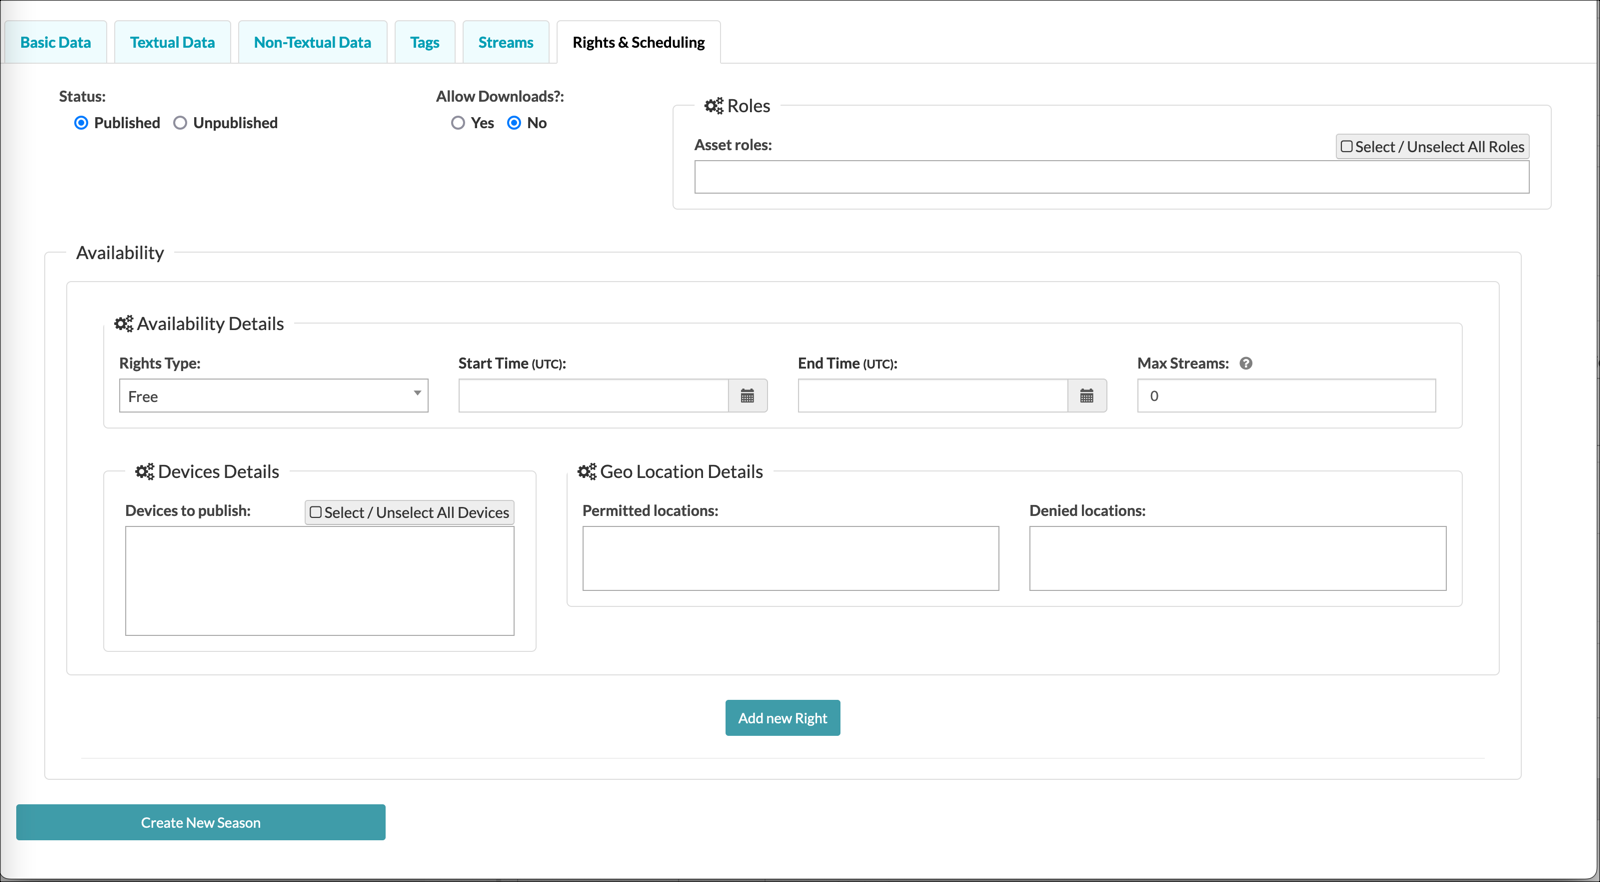 Basic Data
Textual Data
Non-Textual Data
Tags
Streams
Rights & Scheduling
Status:
Published
Unpublished
Allow Downloads?:
Yes
No
Roles
Asset roles:
Select / Unselect All Roles
Availability
Availability Details
Rights Type:
Free
Start Time (UTC):
End Time (UTC):
Max Streams:
0
Devices Details
Devices to publish:
Select / Unselect All Devices
Geo Location Details
Permitted locations:
Denied locations:
Add new Right
Create New Season